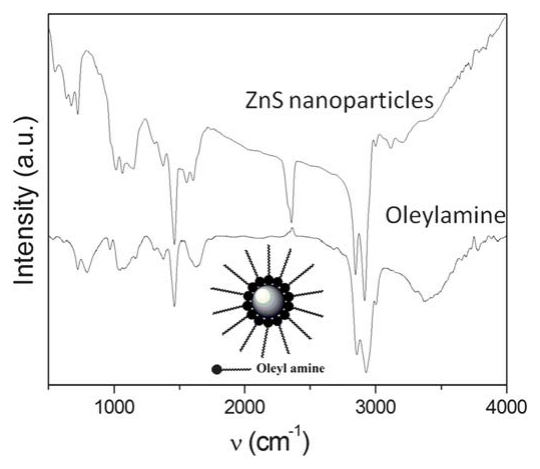 ZnS nanoparticles
Oleylamine
Intensity (a.u.)
Oleyl amine
1000 2000 3000 4000
ν (cm⁻¹)